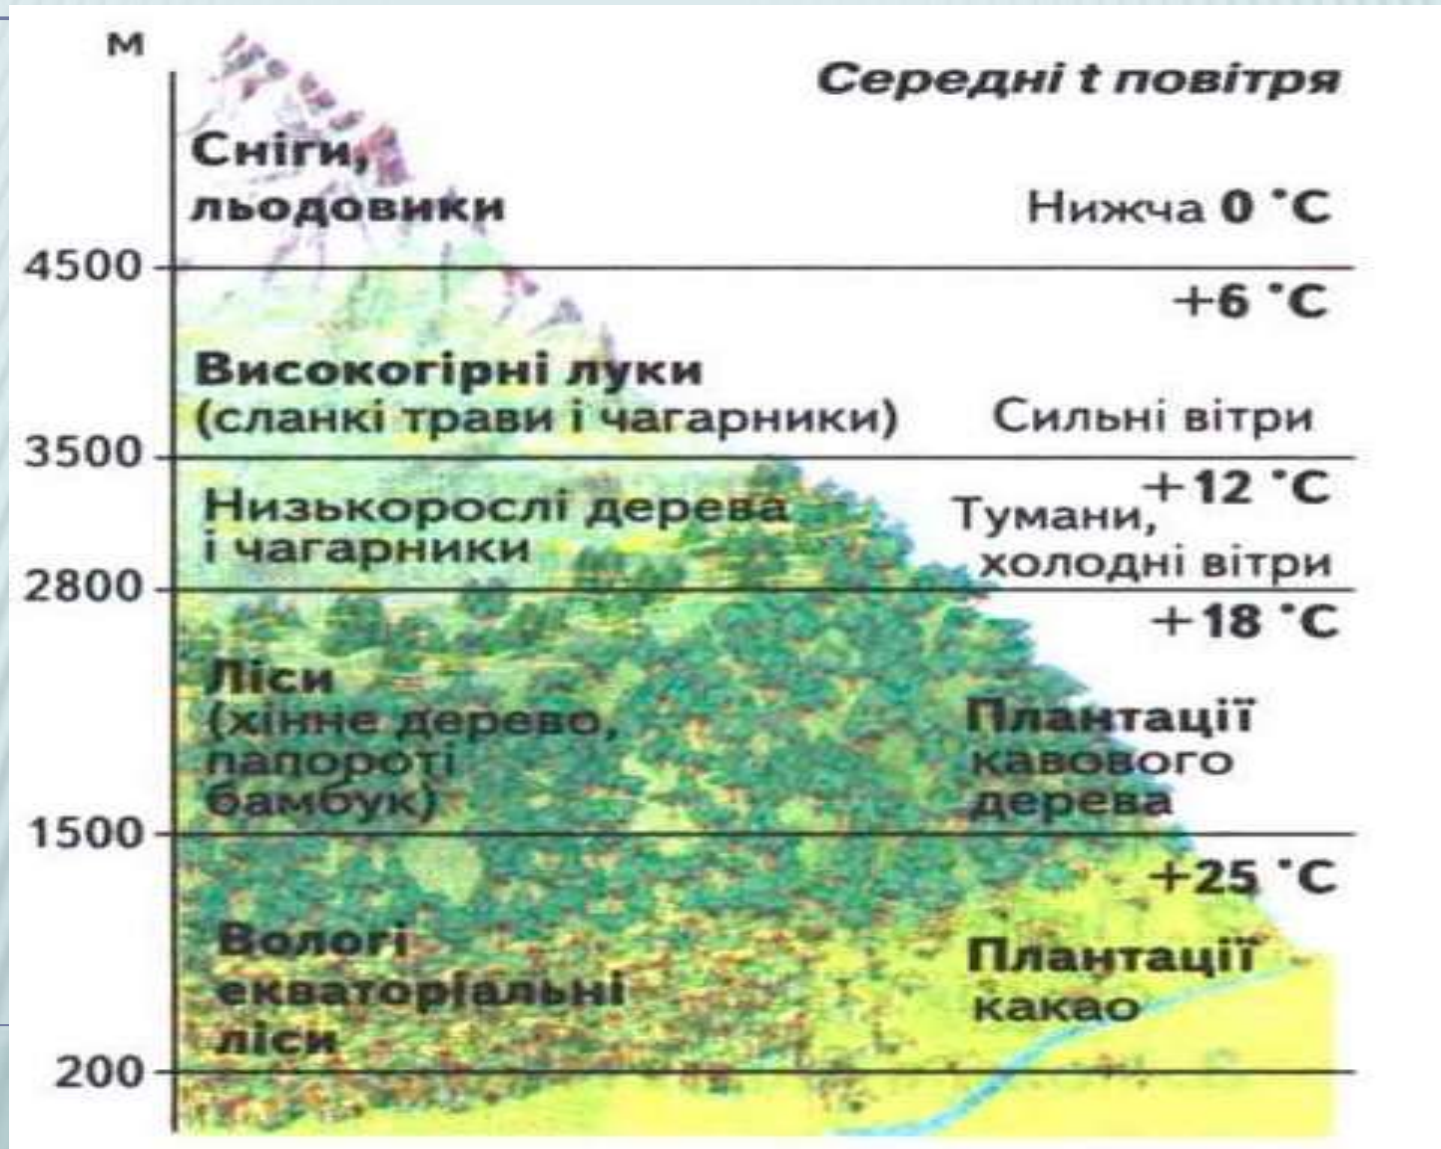 м
Середні t повітря
Сніги,
льодовики
Нижча 0 °C
4500
+6 °C
Високогірні луки
(сланкі трави і чагарники)
Сильні вітри
3500
+12 °C
Низькорослі дерева
і чагарники
Тумани,
холодні вітри
2800
+18 °C
Ліси
(хінне дерево,
папороті
бамбук)
Плантації
кавового
дерева
1500
+25 °C
Вологі
екваторіальні
ліси
Плантації
какао
200